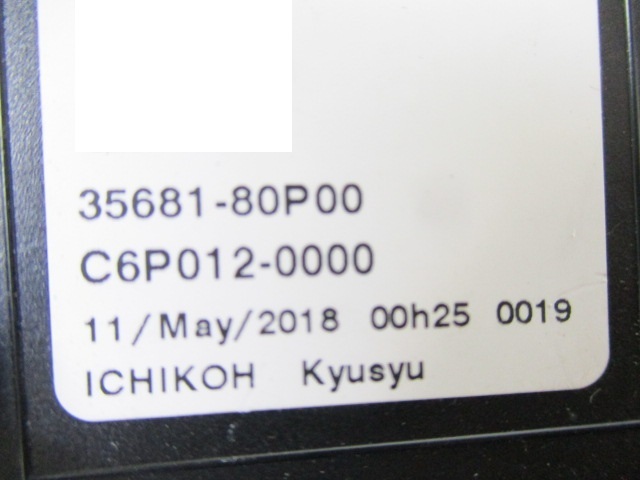 35681-80P00
C6P012-0000
11/May/2018 00h25 0019
ICHIKOH Kyusyu